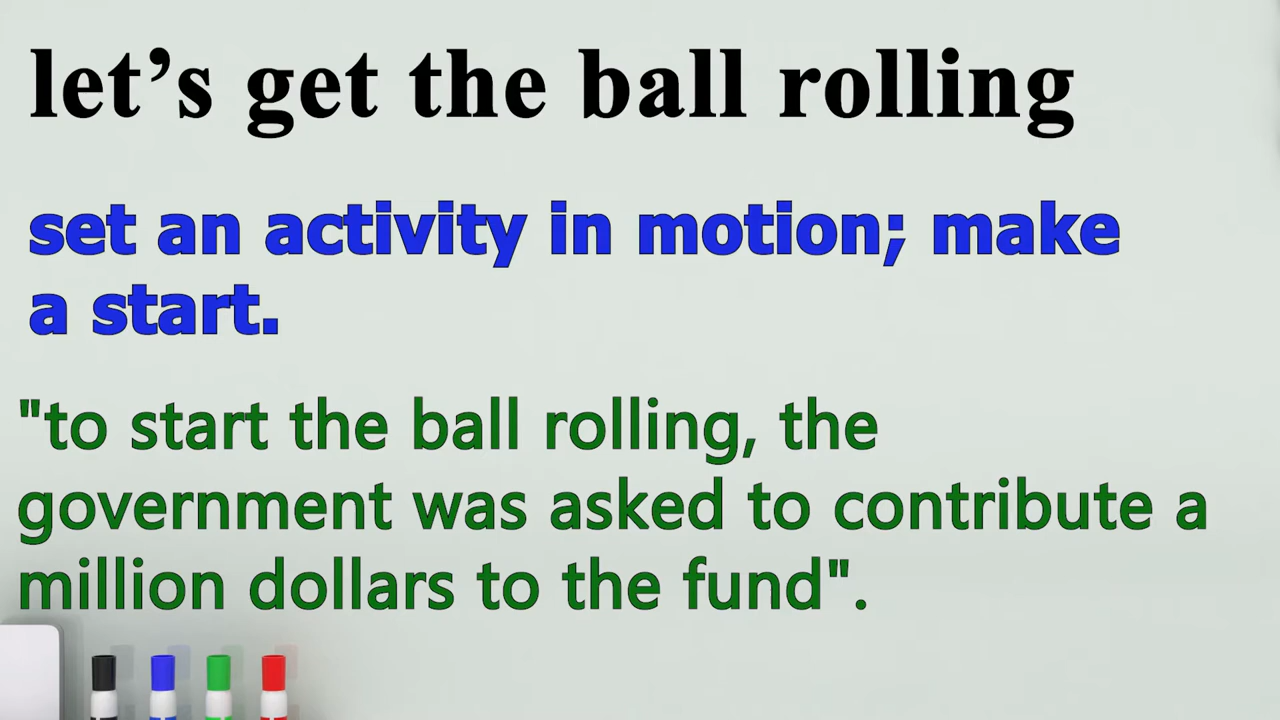 let’s get the ball rolling
set an activity in motion; make
a start.
"to start the ball rolling, the
government was asked to contribute a
million dollars to the fund".